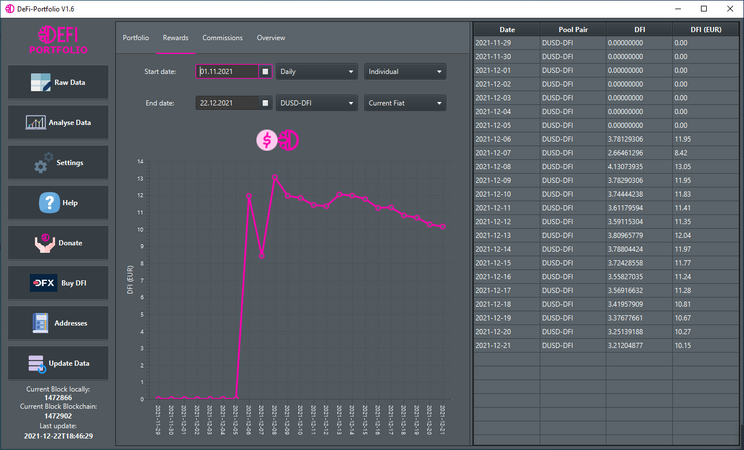 DeFi-Portfolio V1.6
DEFI
PORTFOLIO
Raw Data
Analyse Data
Settings
Help
Donate
DFX Buy DFI
Addresses
Update Data
Current Block locally:
1472866
Current Block Blockchain:
1472902
Last update:
2021-12-22T18:46:29
Portfolio Rewards Commissions Overview
Start date: 01.11.2021 Daily Individual
End date: 22.12.2021 DUSD-DFI Current Fiat
$
14
13
12
11
10
9
8
7
6
5
4
3
2
1
0
DFI (EUR)
2021-11-29
2021-11-30
2021-12-01
2021-12-02
2021-12-03
2021-12-04
2021-12-05
2021-12-06
2021-12-07
2021-12-08
2021-12-09
2021-12-10
2021-12-11
2021-12-12
2021-12-13
2021-12-14
2021-12-15
2021-12-16
2021-12-17
2021-12-18
2021-12-19
2021-12-20
2021-12-21
Date Pool Pair DFI DFI (EUR)
2021-11-29 DUSD-DFI 0.00000000 0.00
2021-11-30 DUSD-DFI 0.00000000 0.00
2021-12-01 DUSD-DFI 0.00000000 0.00
2021-12-02 DUSD-DFI 0.00000000 0.00
2021-12-03 DUSD-DFI 0.00000000 0.00
2021-12-04 DUSD-DFI 0.00000000 0.00
2021-12-05 DUSD-DFI 0.00000000 0.00
2021-12-06 DUSD-DFI 3.78129306 11.95
2021-12-07 DUSD-DFI 2.66461296 8.42
2021-12-08 DUSD-DFI 4.13073935 13.05
2021-12-09 DUSD-DFI 3.78290306 11.95
2021-12-10 DUSD-DFI 3.74444238 11.83
2021-12-11 DUSD-DFI 3.61179594 11.41
2021-12-12 DUSD-DFI 3.59115304 11.35
2021-12-13 DUSD-DFI 3.80965779 12.04
2021-12-14 DUSD-DFI 3.78804424 11.97
2021-12-15 DUSD-DFI 3.72428558 11.77
2021-12-16 DUSD-DFI 3.55827035 11.24
2021-12-17 DUSD-DFI 3.56916632 11.28
2021-12-18 DUSD-DFI 3.41957909 10.81
2021-12-19 DUSD-DFI 3.37677661 10.67
2021-12-20 DUSD-DFI 3.25139188 10.27
2021-12-21 DUSD-DFI 3.21204877 10.15